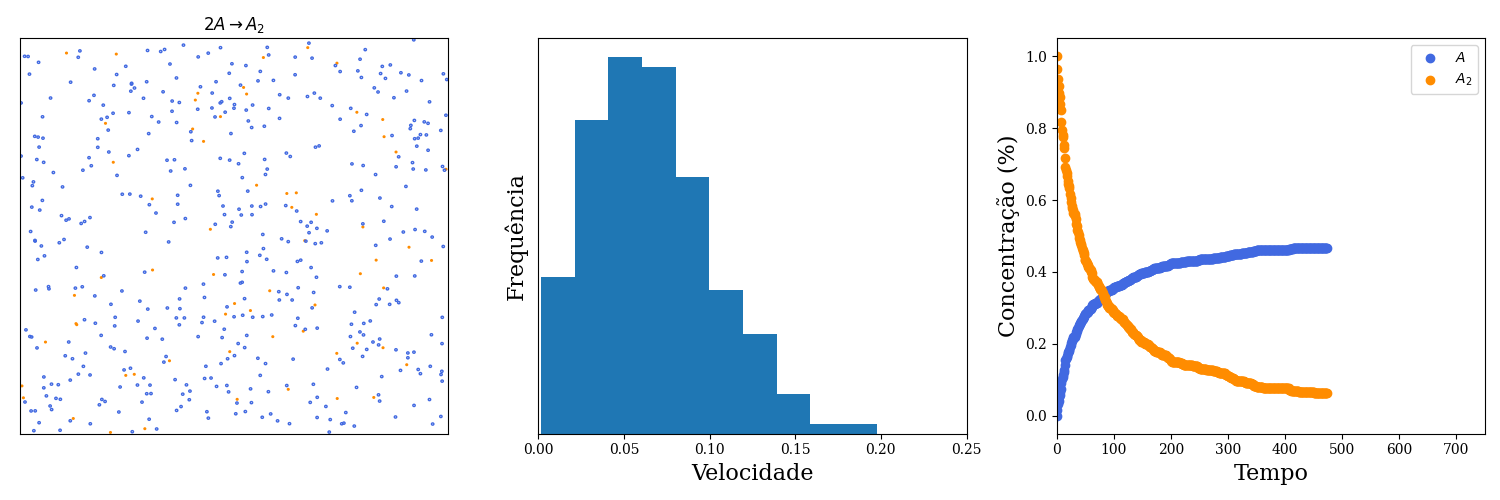 2A → A₂
Frequência
0.00 0.05 0.10 0.15 0.20 0.25
Velocidade
Concentração (%)
1.0
0.8
0.6
0.4
0.2
0.0
A
A₂
0 100 200 300 400 500 600 700
Tempo